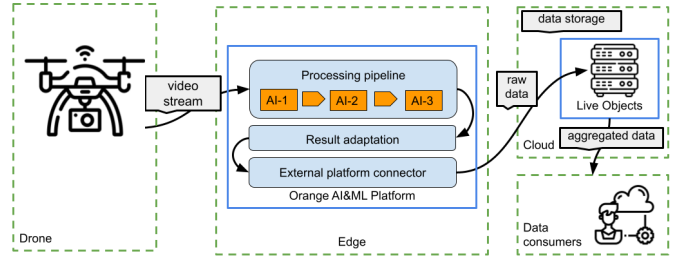 data storage
Processing pipeline
video
stream
raw
data
AI-1
AI-2
AI-3
Live Objects
Result adaptation
aggregated data
Cloud
External platform connector
Orange AI&ML Platform
Drone
Edge
Data
consumers